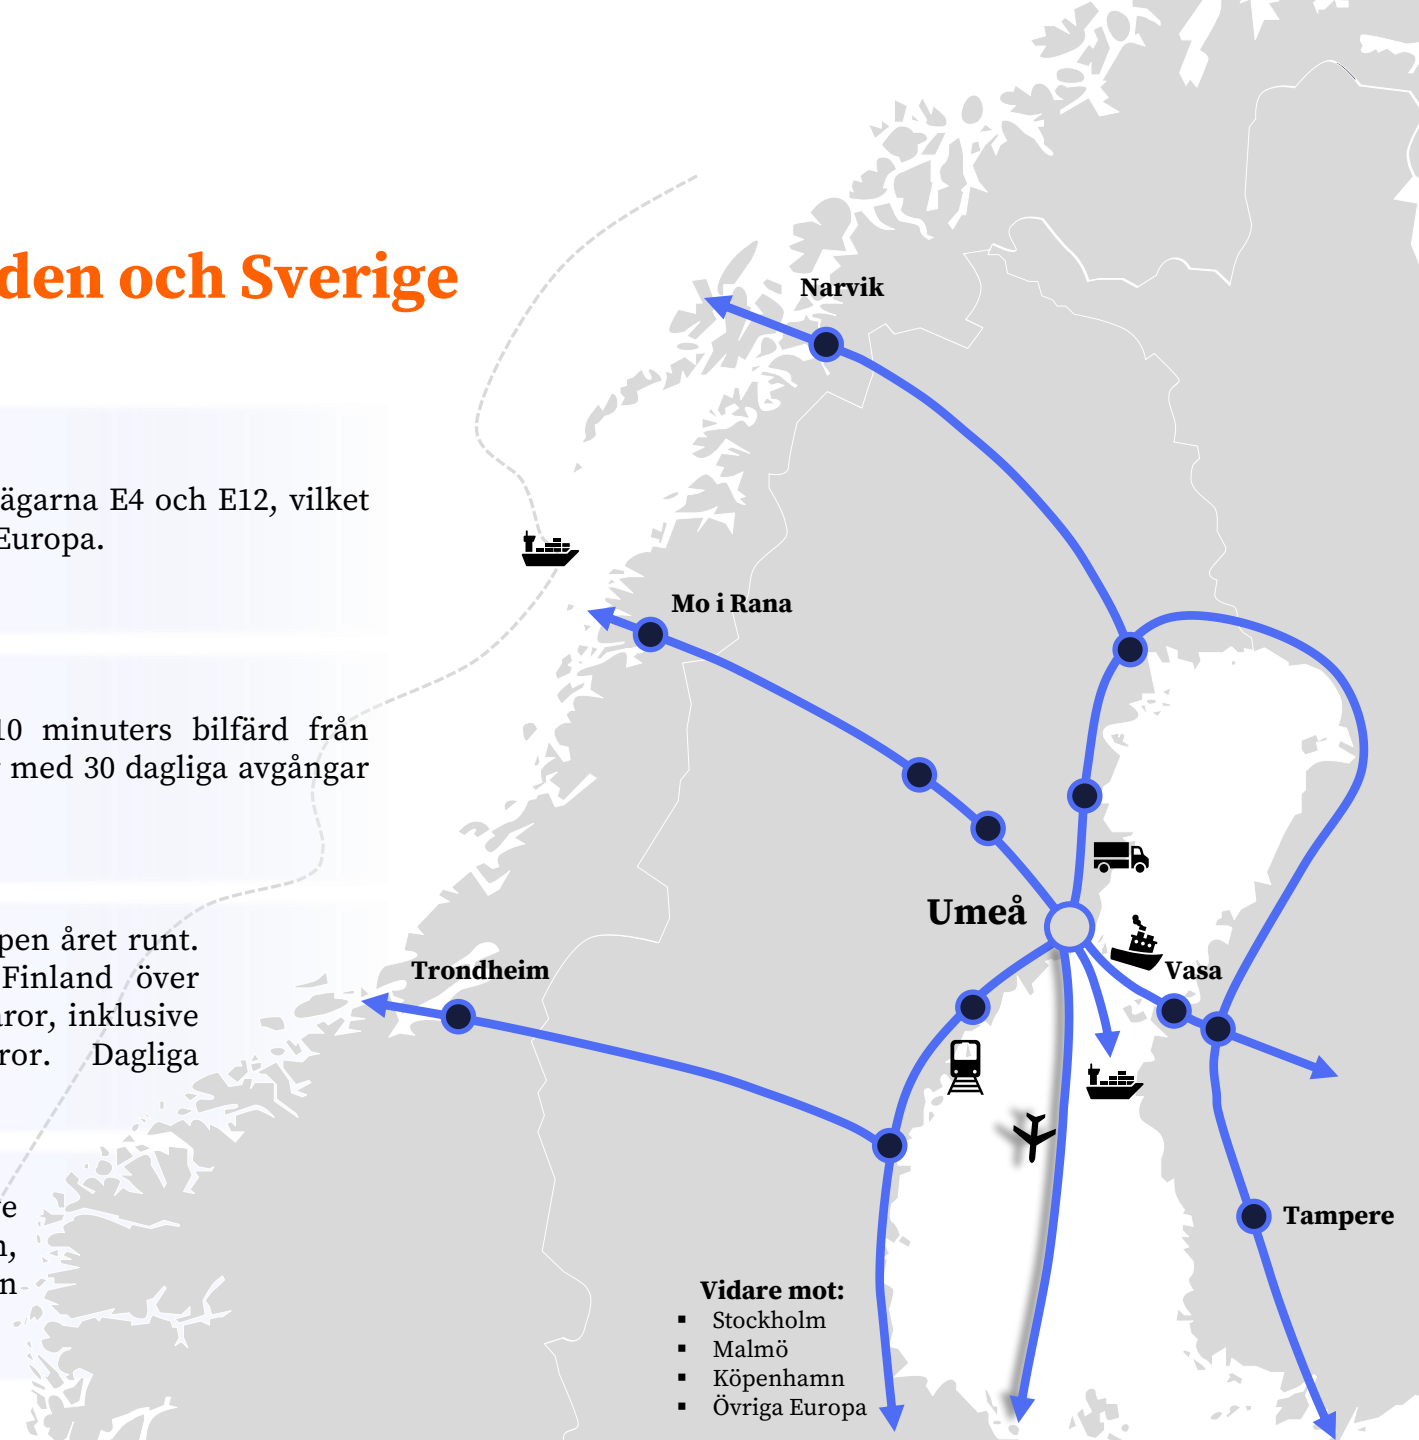 den och Sverige
ägarna E4 och E12, vilket
Europa.
10 minuters bilfärd från
med 30 dagliga avgångar
pen året runt.
Finland över
aror, inklusive
ror. Dagliga
e
n,
n
Narvik
Mo i Rana
Umeå
Vasa
Trondheim
Tampere
Vidare mot:
▪ Stockholm
▪ Malmö
▪ Köpenhamn
▪ Övriga Europa